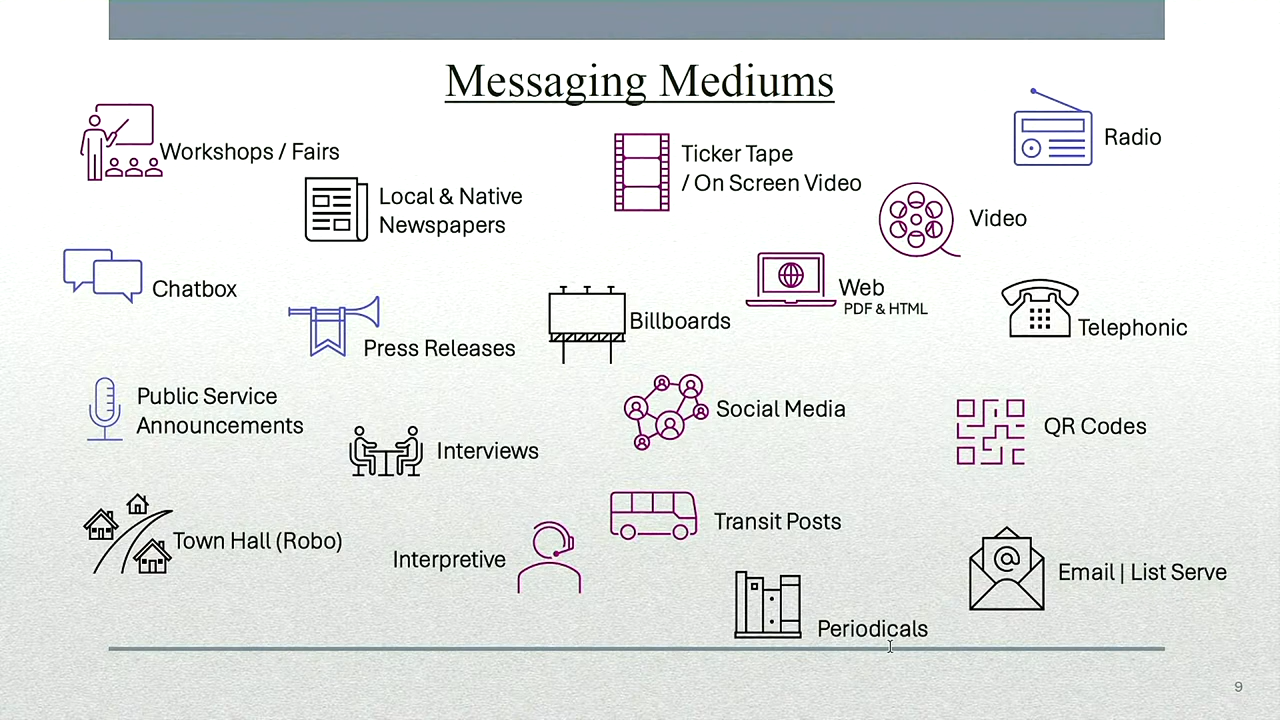 Messaging Mediums
Workshops / Fairs
Ticker Tape
/ On Screen Video
Radio
Local & Native
Newspapers
Video
Chatbox
Web
PDF & HTML
Press Releases
Billboards
Telephonic
Public Service
Announcements
Social Media
QR Codes
Interviews
Town Hall (Robo)
Interpretive
Transit Posts
@
Email | List Serve
Periodicals
9